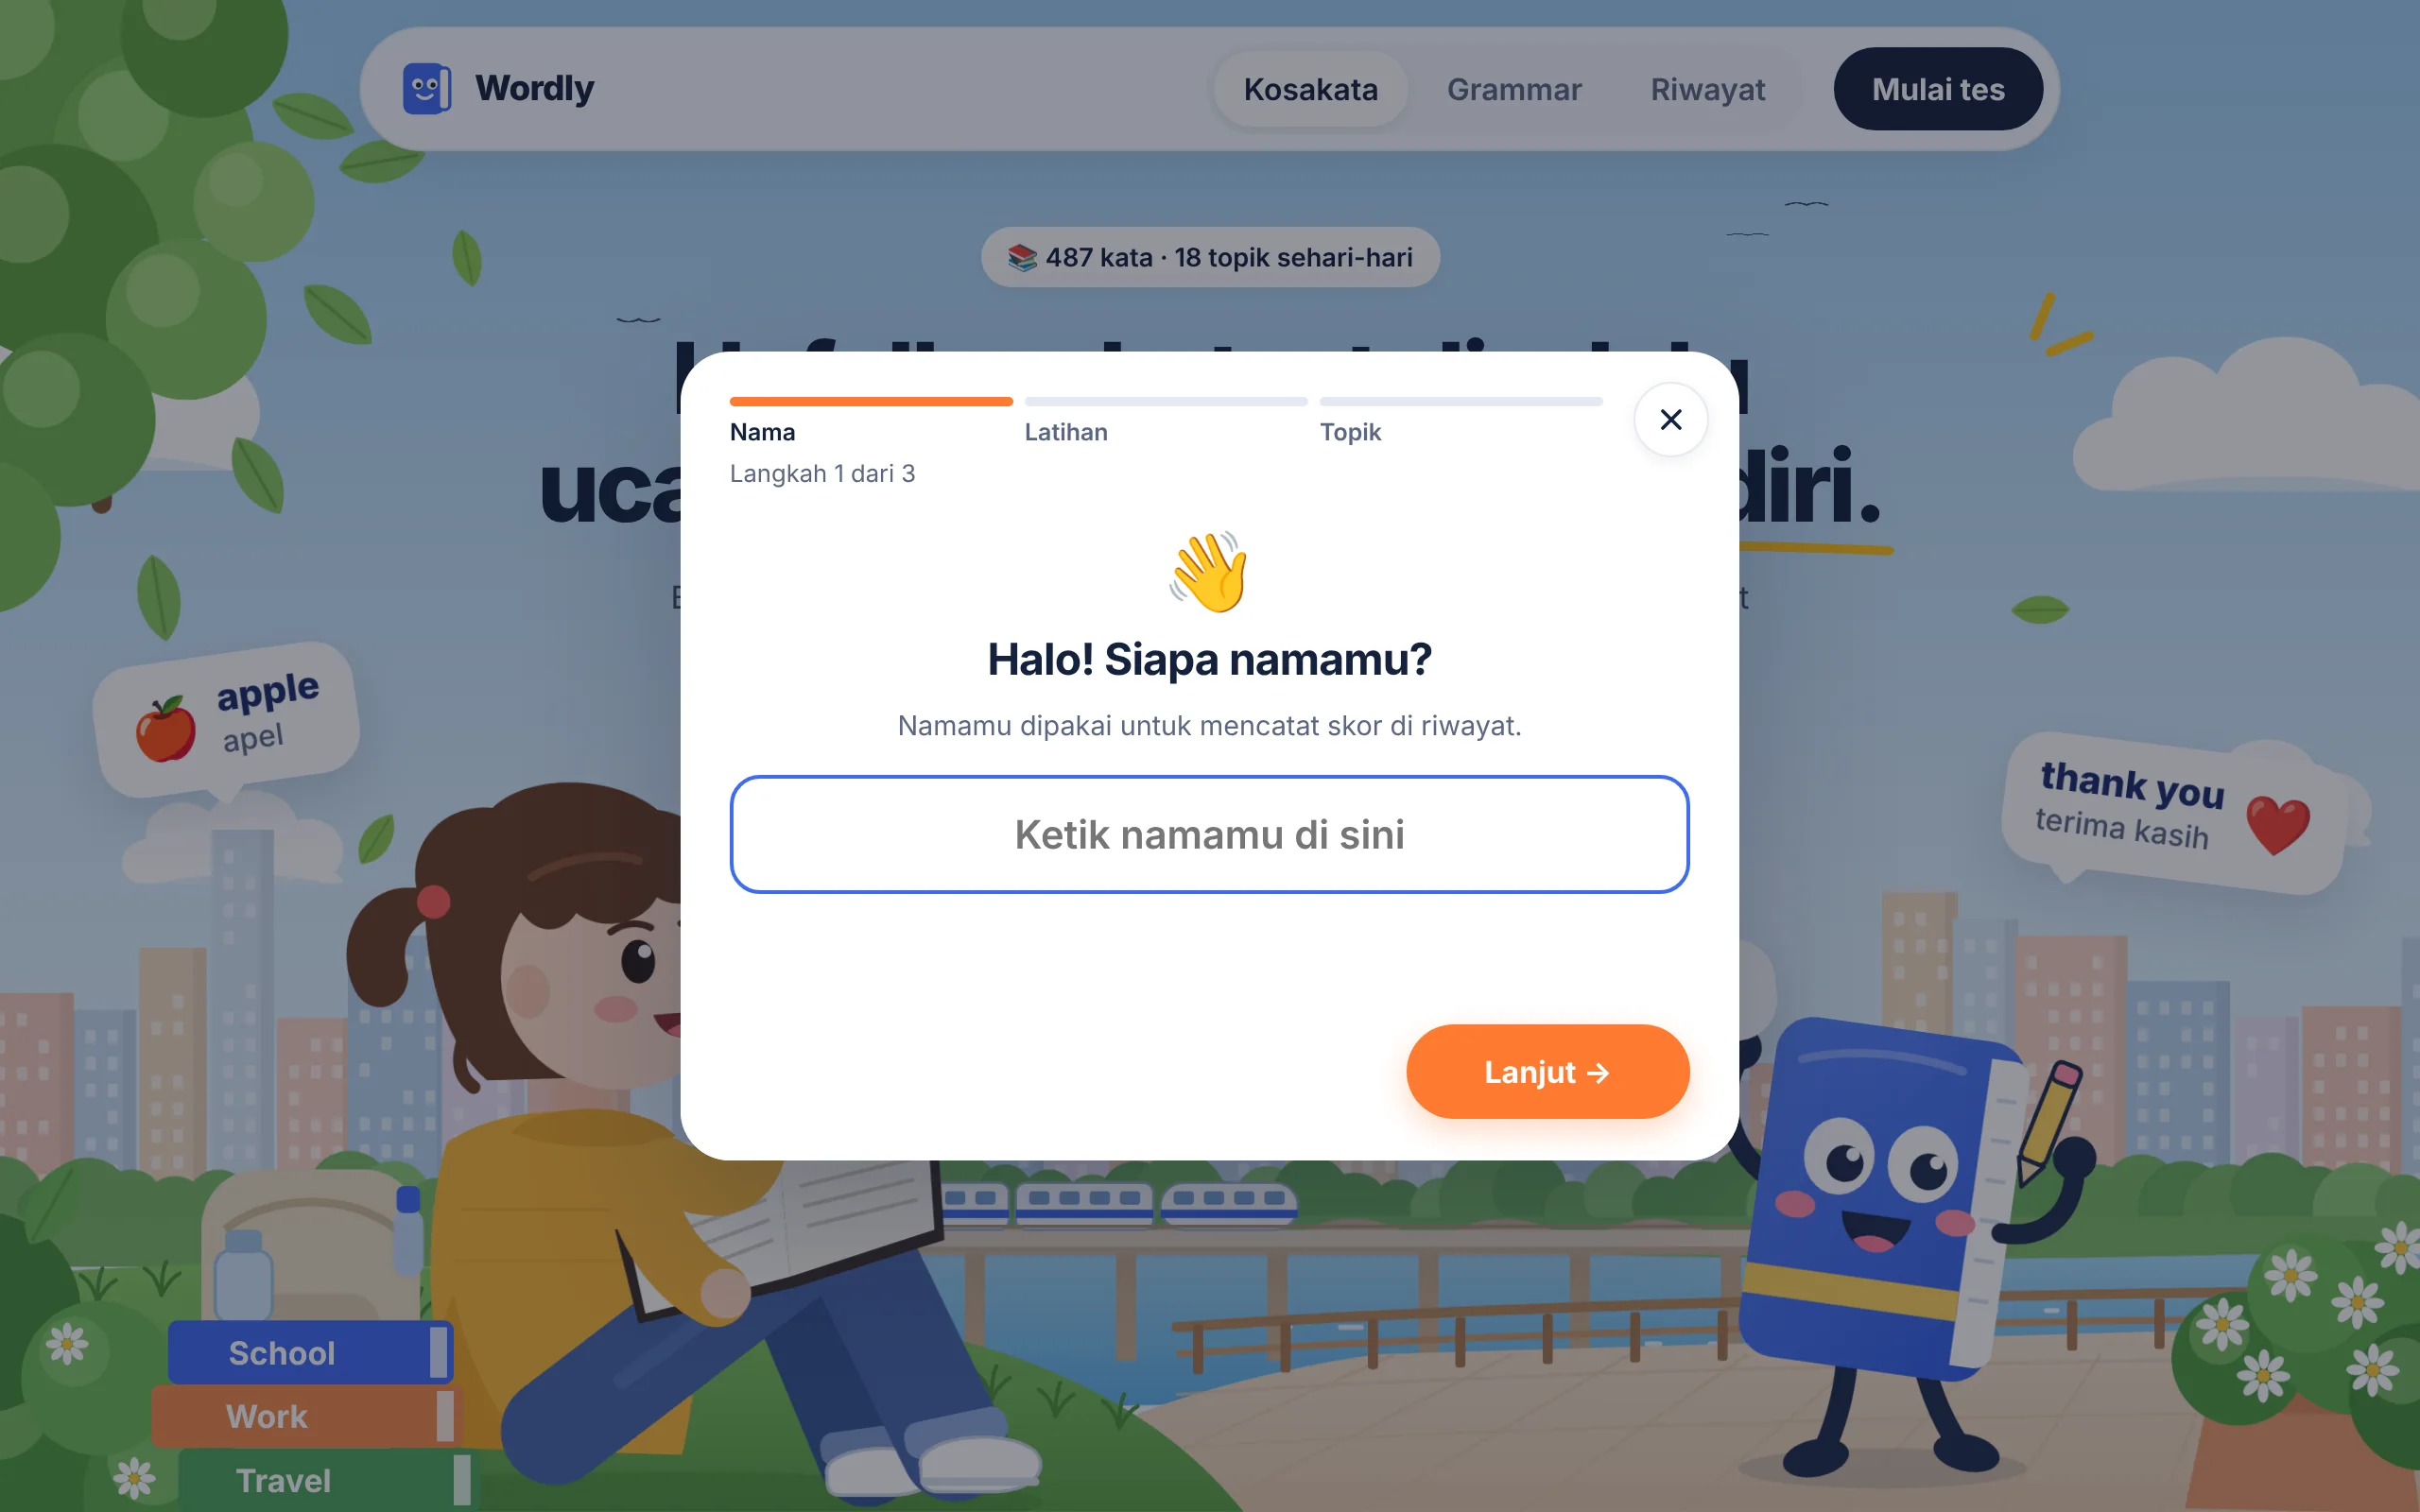 Wordly
Kosakata
Grammar
Riwayat
Mulai tes
487 kata · 18 topik sehari-hari
diri.
Nama
Latihan
Topik
Langkah 1 dari 3
Halo! Siapa namamu?
Namamu dipakai untuk mencatat skor di riwayat.
Ketik namamu di sini
Lanjut →
apple
apel
thank you
terima kasih
School
Work
Travel